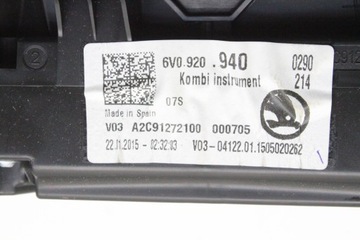 6V0.920 .940 0290
Kombi instrument 214
07S
Made in Spain
V03 A2C91272100 000705
22.11.2015 - 02:32:03 V03-04122.01.1505020262